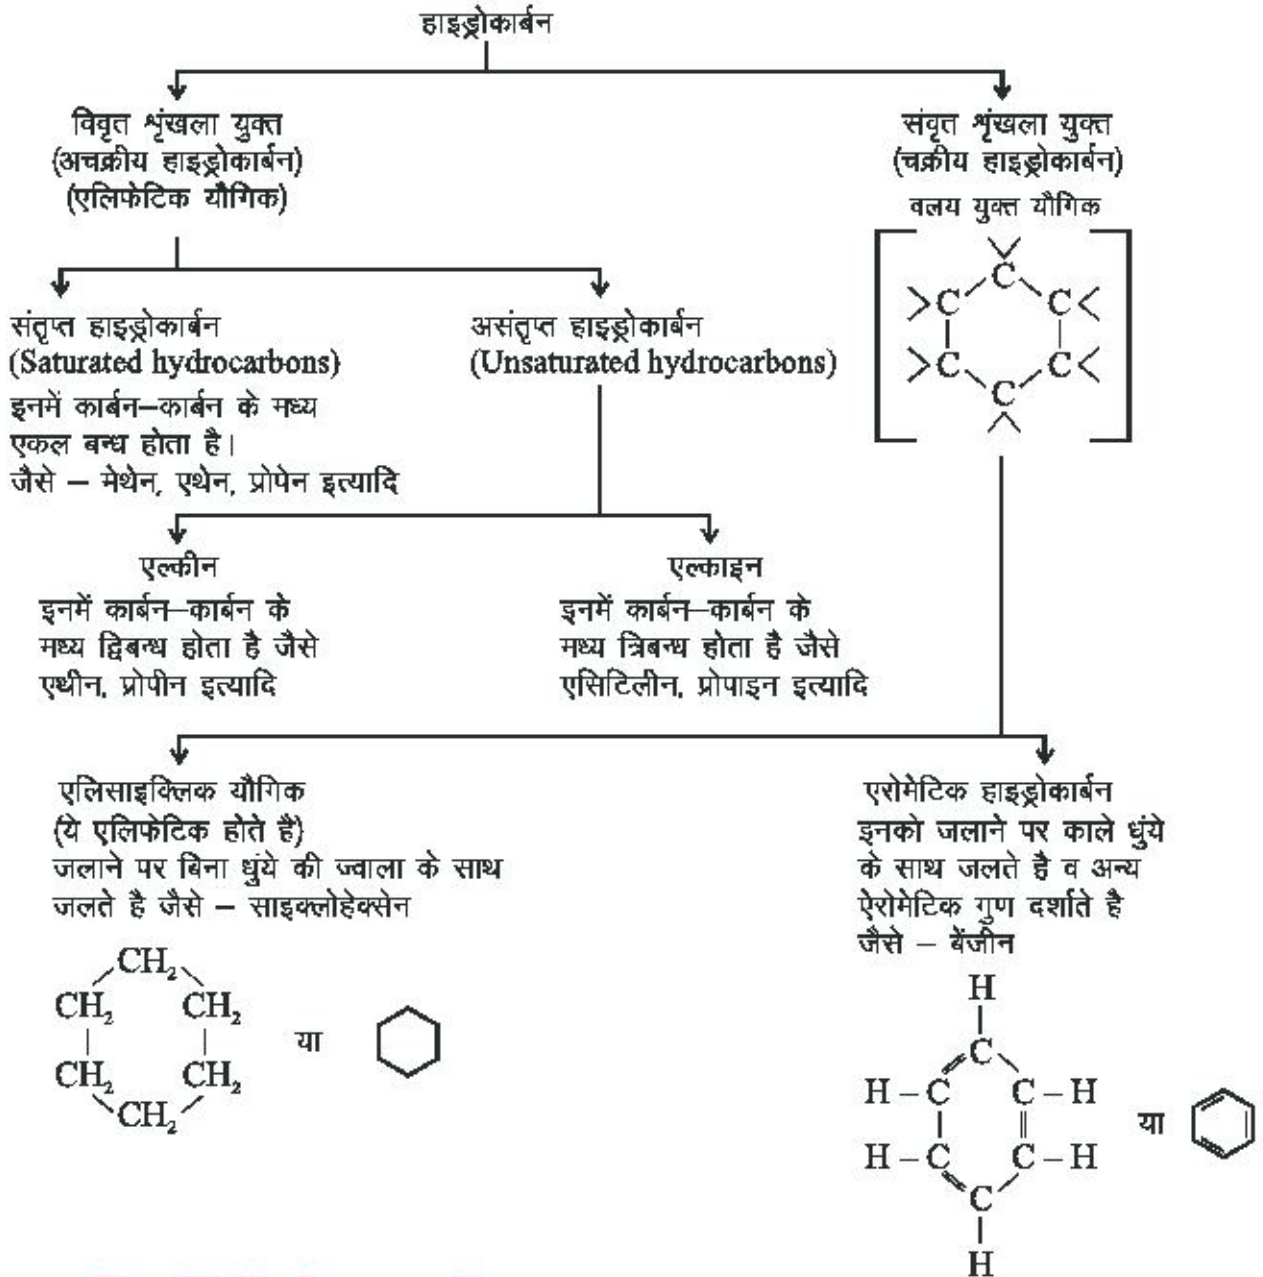 हाइड्रोकार्बन
विवृत शृंखला युक्त
(अचक्रीय हाइड्रोकार्बन)
(एलिफेटिक यौगिक)
संवृत शृंखला युक्त
(चक्रीय हाइड्रोकार्बन)
वलय युक्त यौगिक
C
C C
C C
C
संतृप्त हाइड्रोकार्बन
(Saturated hydrocarbons)
इनमें कार्बन–कार्बन के मध्य
एकल बन्ध होता है।
जैसे – मेथेन, एथेन, प्रोपेन इत्यादि
असंतृप्त हाइड्रोकार्बन
(Unsaturated hydrocarbons)
एल्कीन
इनमें कार्बन–कार्बन के
मध्य द्विबन्ध होता है जैसे
एथीन, प्रोपीन इत्यादि
एल्काइन
इनमें कार्बन–कार्बन के
मध्य त्रिबन्ध होता है जैसे
एसिटिलीन, प्रोपाइन इत्यादि
एलिसाइक्लिक यौगिक
(ये एलिफेटिक होते है)
जलाने पर बिना धुंये की ज्वाला के साथ
जलते है जैसे – साइक्लोहेक्सेन
CH₂
CH₂ CH₂
या
CH₂ CH₂
CH₂
एरोमेटिक हाइड्रोकार्बन
इनको जलाने पर काले धुंये
के साथ जलते है व अन्य
ऐरोमेटिक गुण दर्शाते है
जैसे – बेंजीन
H
C
H – C C – H
या
H – C C – H
C
H